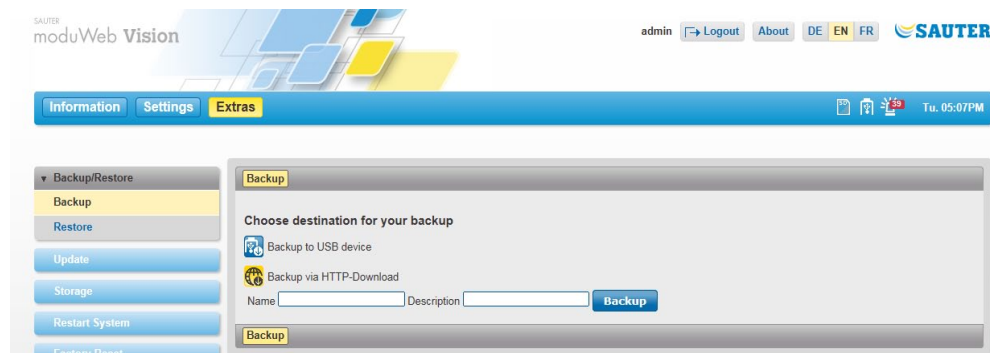 SAUTER
moduWeb Vision
admin Logout About DE EN FR SAUTER
Information Settings Extras
39 Tu. 05:07PM
Backup/Restore
Backup
Restore
Update
Storage
Restart System
Factory Reset
Backup
Choose destination for your backup
Backup to USB device
Backup via HTTP-Download
Name Description Backup
Backup